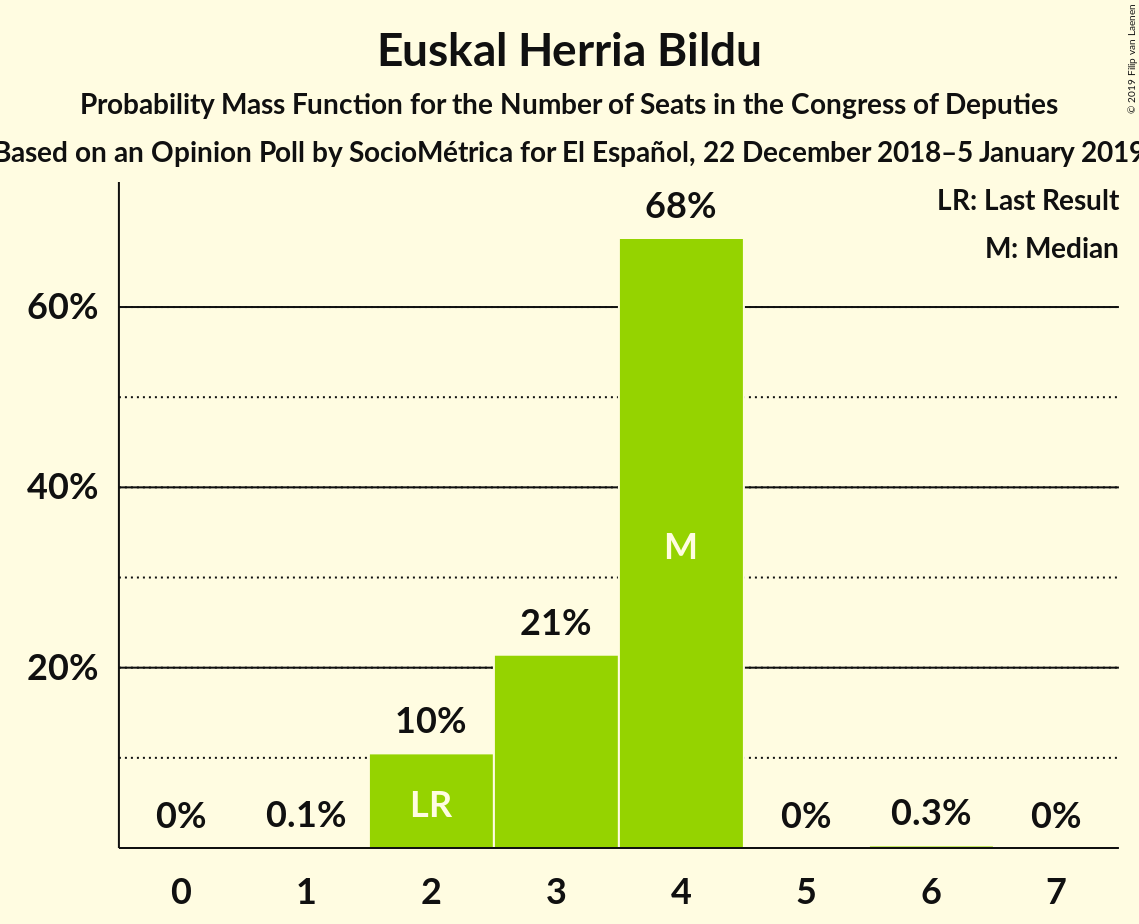 Euskal Herria Bildu
Probability Mass Function for the Number of Seats in the Congress of Deputies
Based on an Opinion Poll by SocioMétrica for El Español, 22 December 2018–5 January 2019
© 2019 Filip van Laenen
LR: Last Result
M: Median
68%
60%
40%
M
21%
20%
10%
LR
0%
0.1%
0%
0.3%
0%
0 1 2 3 4 5 6 7